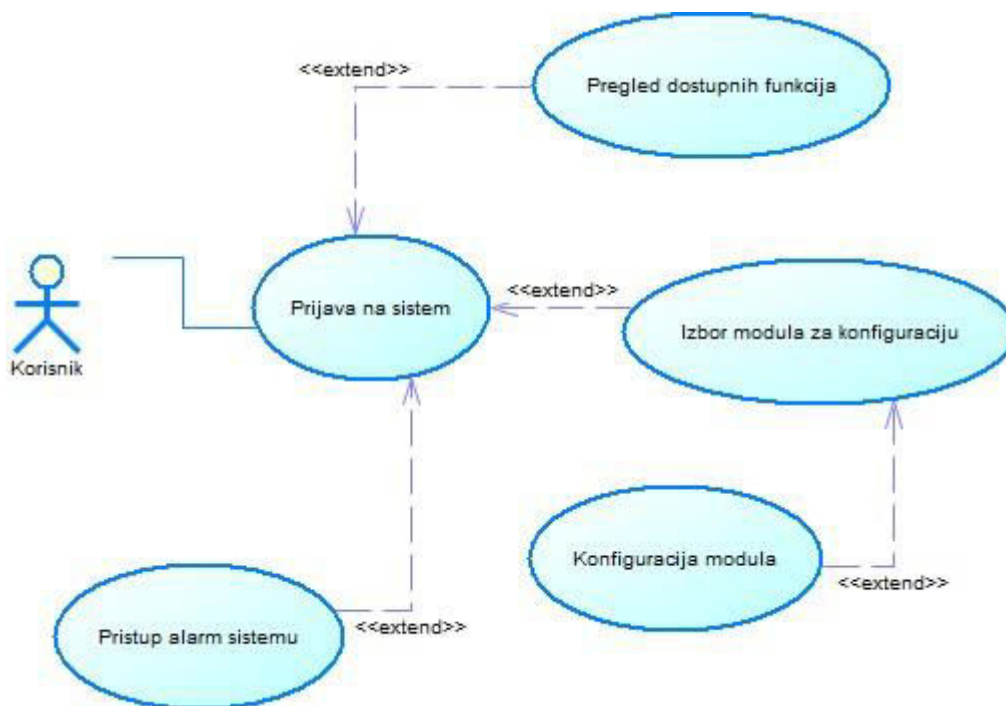 <<extend>>
Pregled dostupnih funkcija
Korisnik
Prijava na sistem
<<extend>>
Izbor modula za konfiguraciju
Konfiguracija modula
<<extend>>
Pristup alarm sistemu
<<extend>>